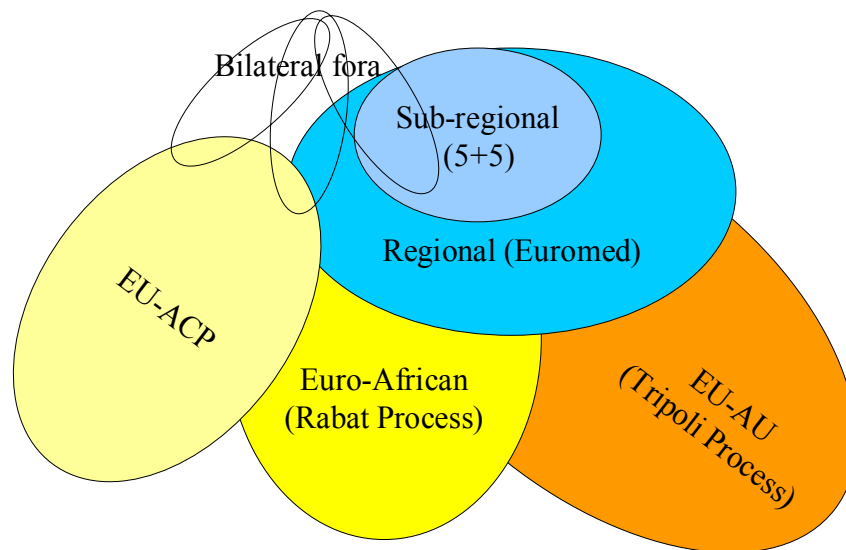 Bilateral fora
Sub-regional
(5+5)
Regional (Euromed)
EU-ACP
Euro-African
(Rabat Process)
EU-AU
(Tripoli Process)